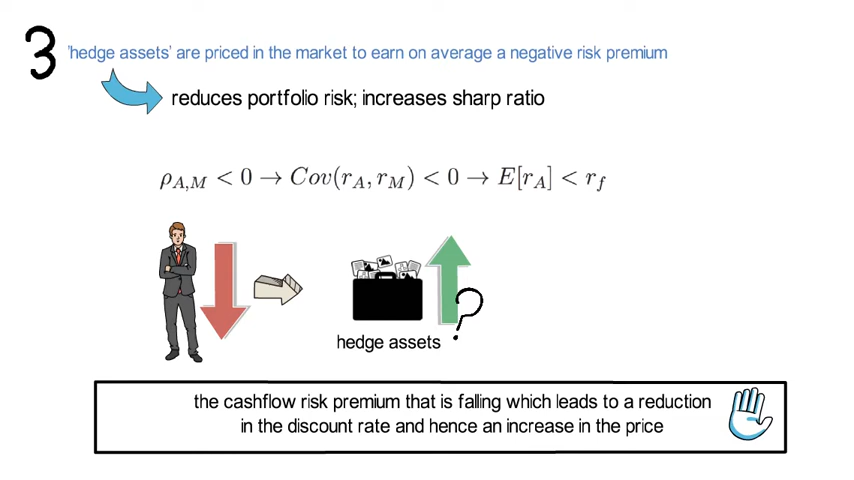 3
'hedge assets' are priced in the market to earn on average a negative risk premium
reduces portfolio risk; increases sharp ratio
ρ_{A,M} < 0 → Cov(r_A, r_M) < 0 → E[r_A] < r_f
?
hedge assets
the cashflow risk premium that is falling which leads to a reduction
in the discount rate and hence an increase in the price